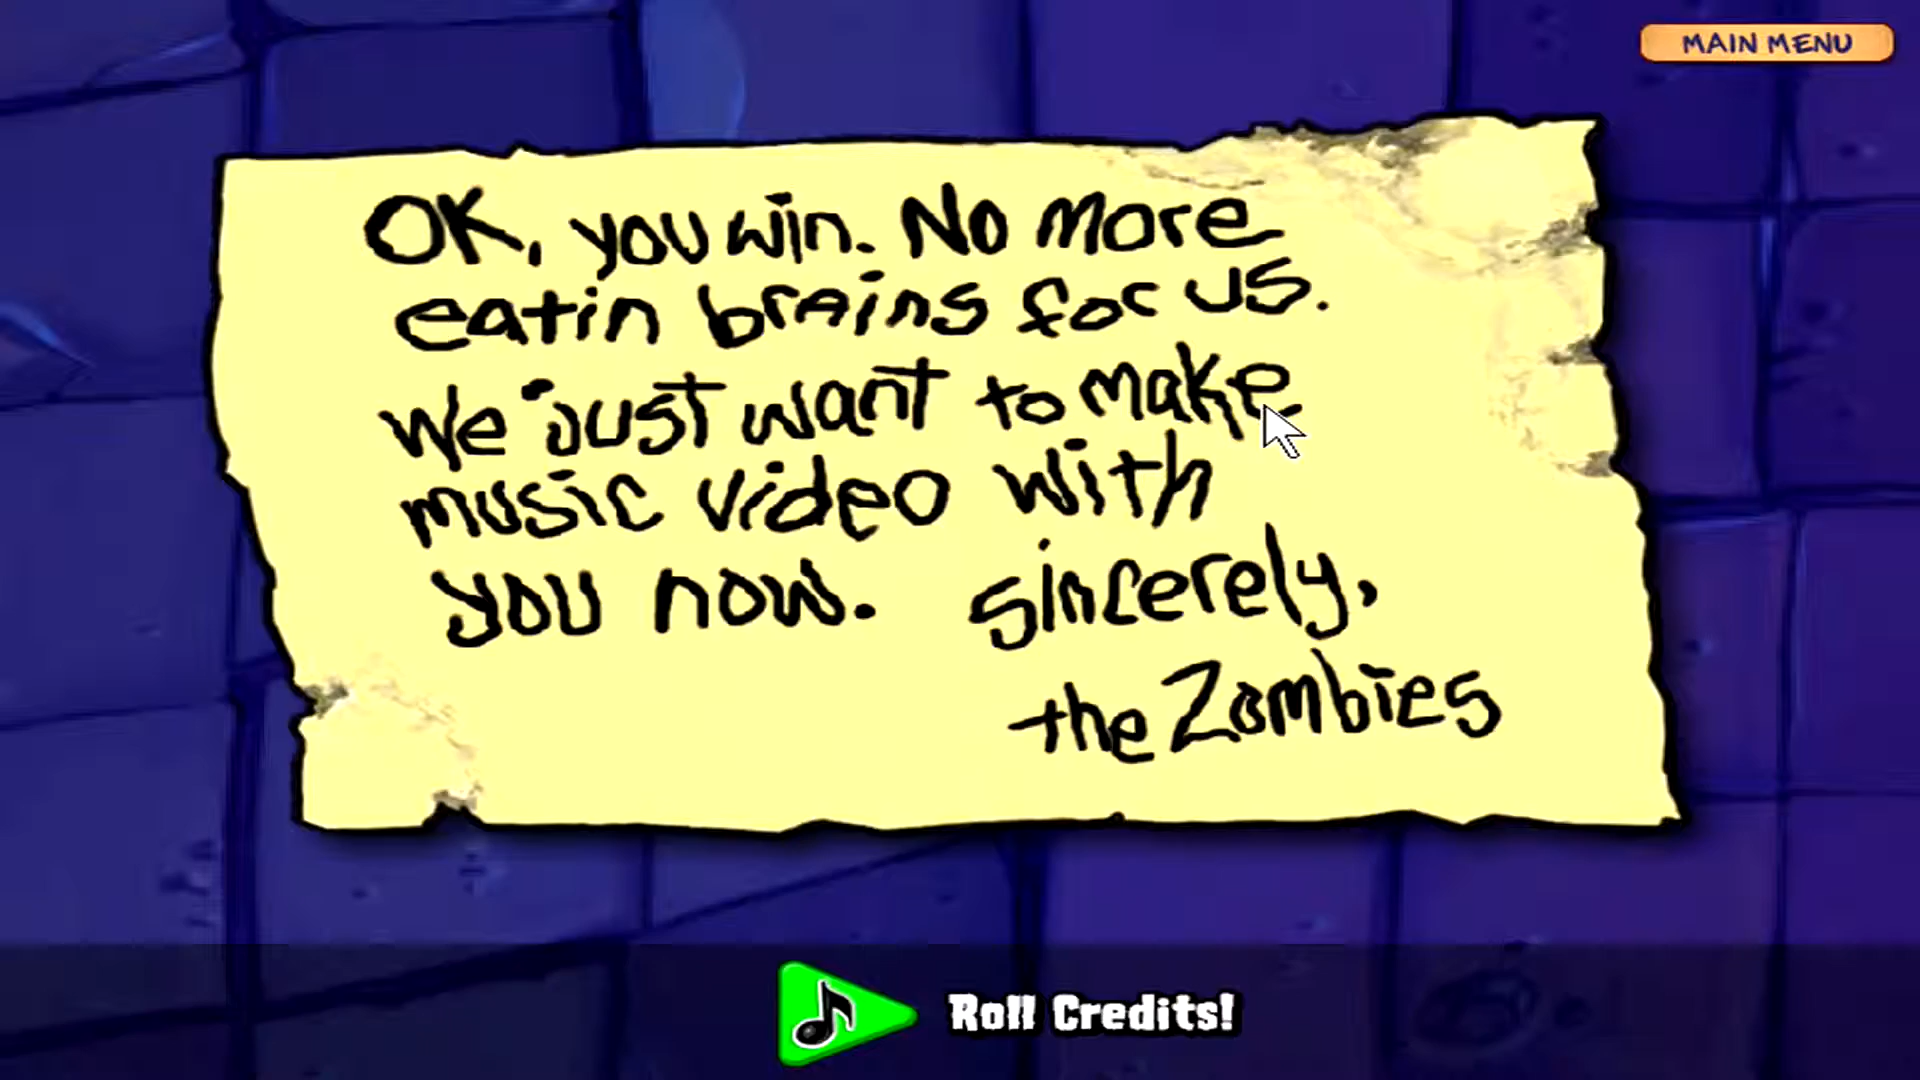 MAIN MENU
OK, you win. No more
eatin brains for us.
We just want to make
music video with
you now. sincerely,
the Zombies
Roll Credits!